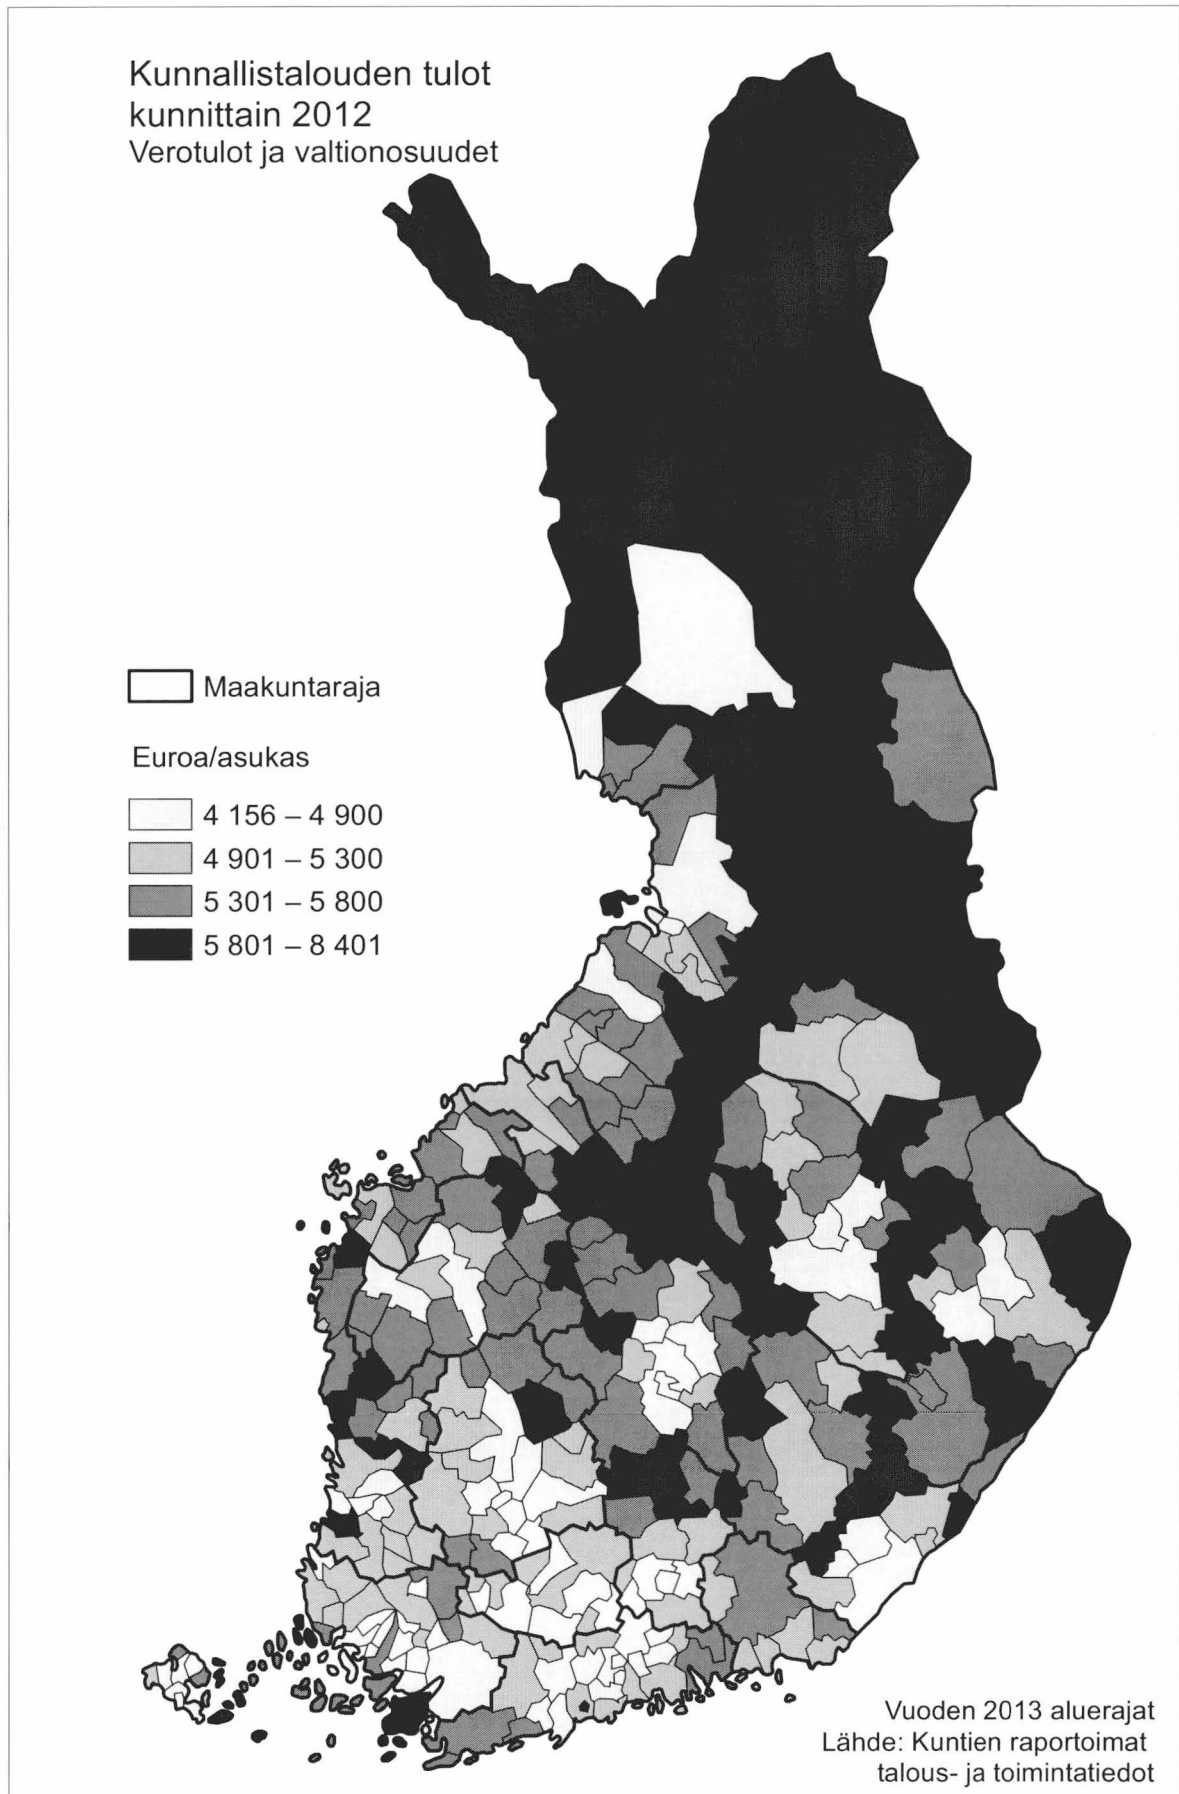 Kunnallistalouden tulot
kunnittain 2012
Verotulot ja valtionosuudet
Maakuntaraja
Euroa/asukas
4 156 – 4 900
4 901 – 5 300
5 301 – 5 800
5 801 – 8 401
Vuoden 2013 aluerajat
Lähde: Kuntien raportoimat
talous- ja toimintatiedot